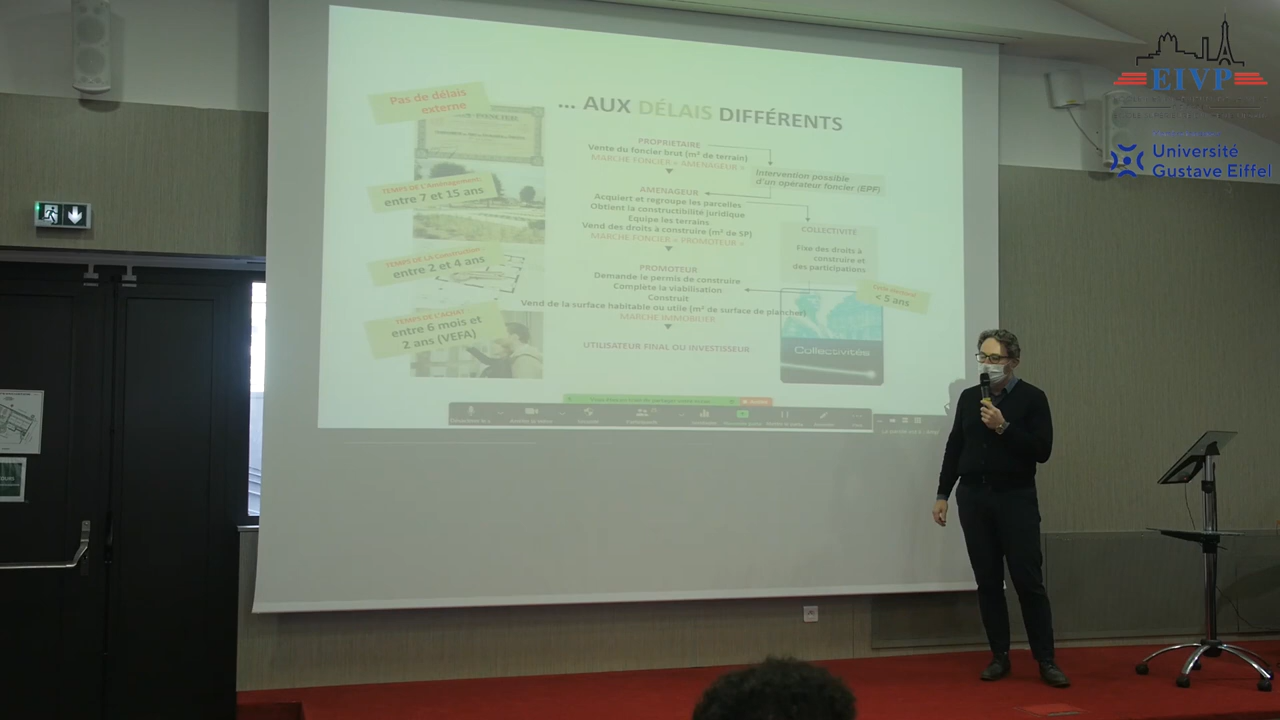 ... AUX DÉLAIS DIFFÉRENTS
Pas de délais
externe
TEMPS DE L'Aménagement:
entre 7 et 15 ans
TEMPS DE LA Construction:
entre 2 et 4 ans
TEMPS DE L'ACHAT
entre 6 mois et
2 ans (VEFA)
PROPRIETAIRE
Vente du foncier brut (m² de terrain)
MARCHE FONCIER « AMENAGEUR »
Intervention possible
d'un opérateur foncier (EPF)
AMENAGEUR
Acquiert et regroupe les parcelles
Obtient la constructibilité juridique
Equipe les terrains
Vend des droits à construire (m² de SP)
MARCHE FONCIER « PROMOTEUR »
COLLECTIVITE
Fixe des droits à
construire et
des participations
PROMOTEUR
Demande le permis de construire
Complète la viabilisation
Construit
Vend de la surface habitable ou utile (m² de surface de plancher)
MARCHE IMMOBILIER
UTILISATEUR FINAL OU INVESTISSEUR
< 5 ans
Collectivités
EIVP
Université
Gustave Eiffel